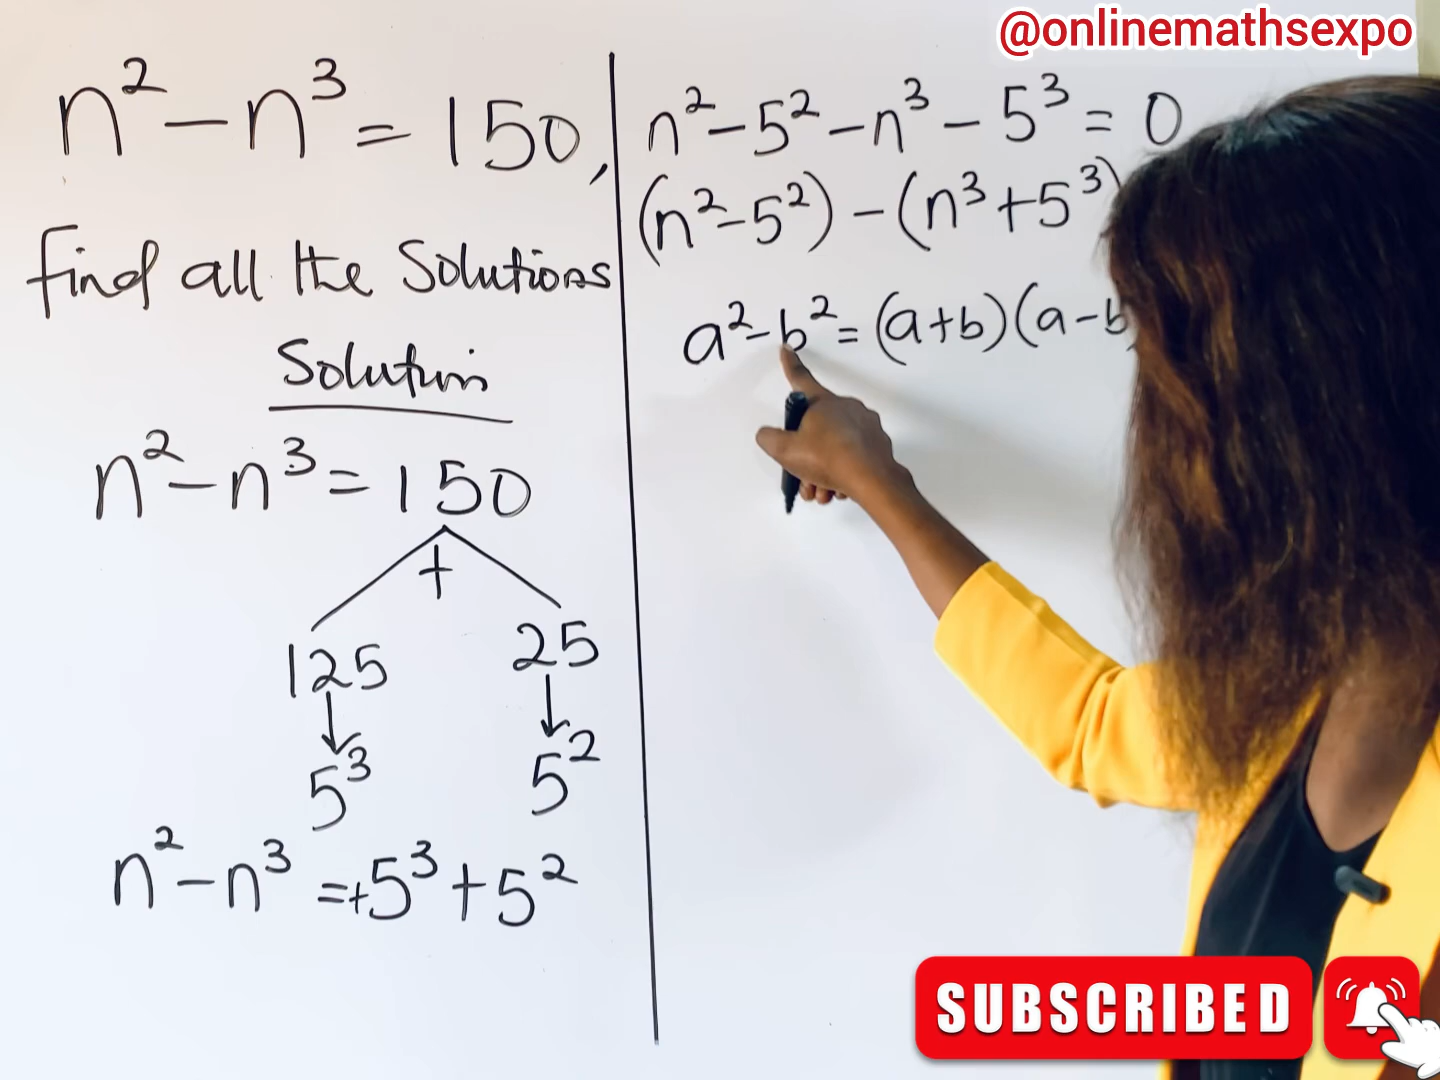 @onlinemathsexpo
n² - n³ = 150,
Find all the Solutions
Solution
n² - n³ = 150
+
125 25
5³ 5²
n² - n³ = +5³ + 5²
n² - 5² - n³ - 5³ = 0
(n² - 5²) - (n³ + 5³)
a² - b² = (a+b)(a-b
SUBSCRIBED